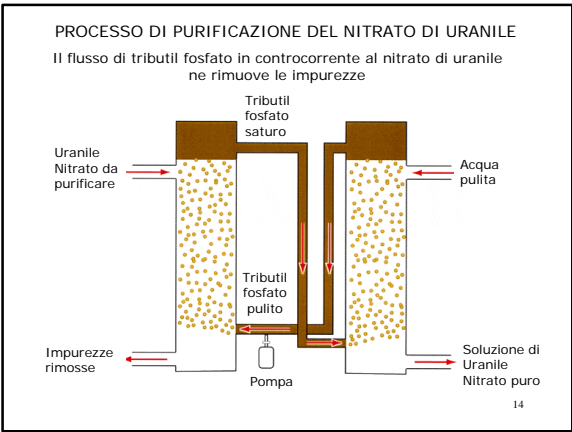 PROCESSO DI PURIFICAZIONE DEL NITRATO DI URANILE
Il flusso di tributil fosfato in controcorrente al nitrato di uranile
ne rimuove le impurezze
Tributil
fosfato
saturo
Uranile
Nitrato da
purificare
Acqua
pulita
Tributil
fosfato
pulito
Impurezze
rimosse
Pompa
Soluzione di
Uranile
Nitrato puro
14